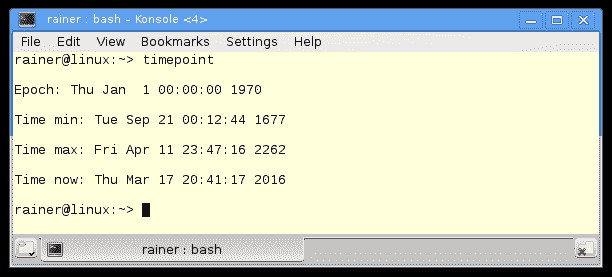 rainer : bash – Konsole <4>
File Edit View Bookmarks Settings Help
rainer@linux:~> timepoint
Epoch: Thu Jan  1 00:00:00 1970
Time min: Tue Sep 21 00:12:44 1677
Time max: Fri Apr 11 23:47:16 2262
Time now: Thu Mar 17 20:41:17 2016
rainer@linux:~>
rainer : bash